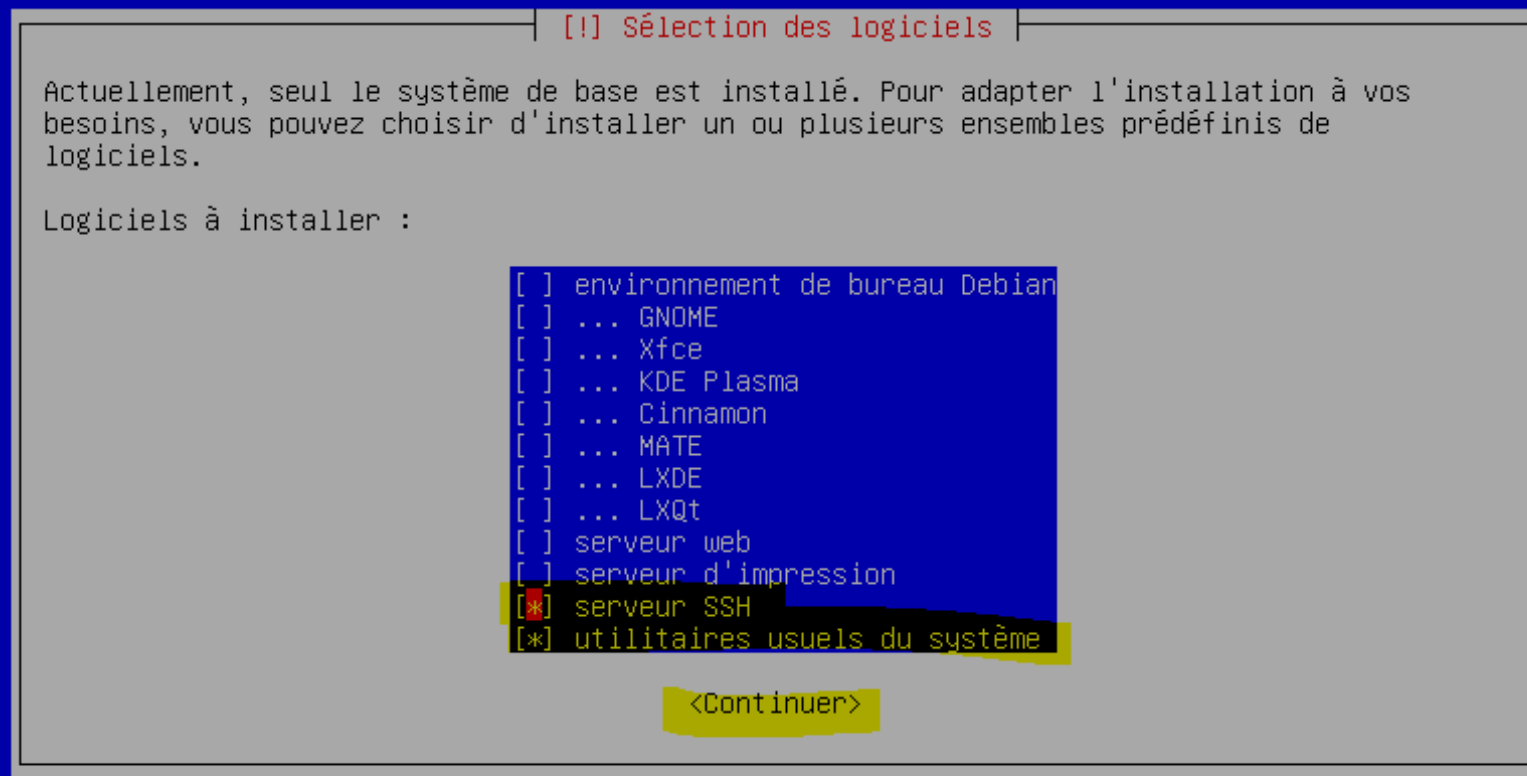 [!] Sélection des logiciels
Actuellement, seul le système de base est installé. Pour adapter l'installation à vos
besoins, vous pouvez choisir d'installer un ou plusieurs ensembles prédéfinis de
logiciels.
Logiciels à installer :
[ ] environnement de bureau Debian
[ ] ... GNOME
[ ] ... Xfce
[ ] ... KDE Plasma
[ ] ... Cinnamon
[ ] ... MATE
[ ] ... LXDE
[ ] ... LXQt
[ ] serveur web
[ ] serveur d'impression
[*] serveur SSH
[*] utilitaires usuels du système
<Continuer>